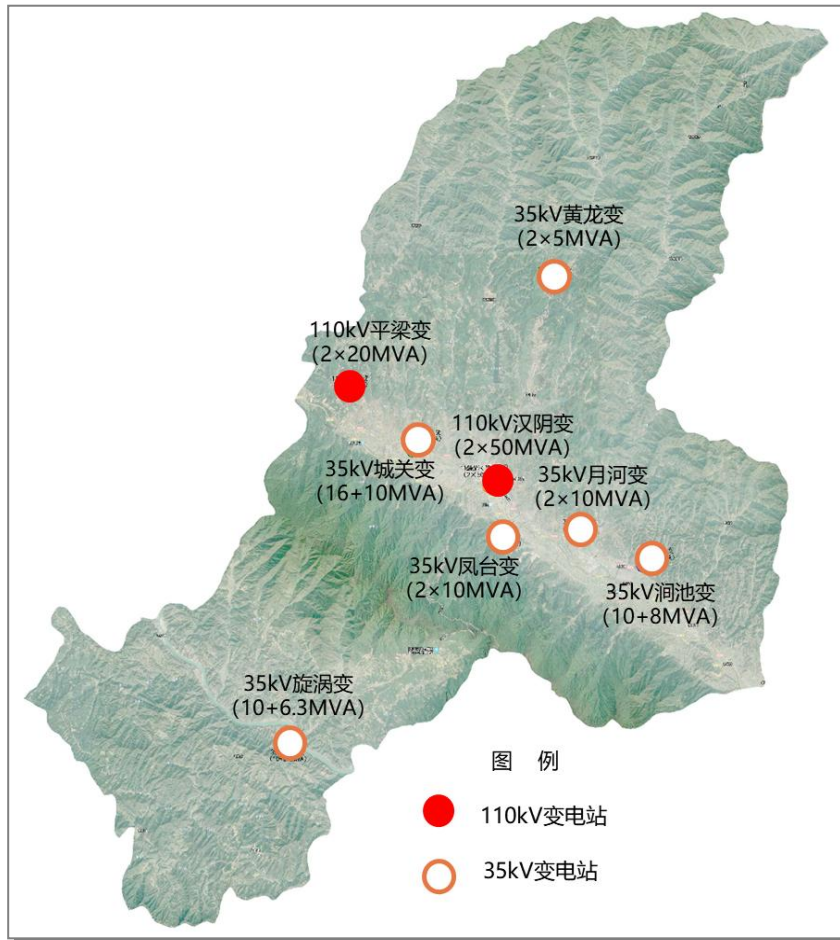 35kV黄龙变
(2×5MVA)
110kV平梁变
(2×20MVA)
110kV汉阴变
(2×50MVA)
35kV城关变
(16+10MVA)
35kV月河变
(2×10MVA)
35kV凤台变
(2×10MVA)
35kV涧池变
(10+8MVA)
35kV旋涡变
(10+6.3MVA)
图 例
110kV变电站
35kV变电站